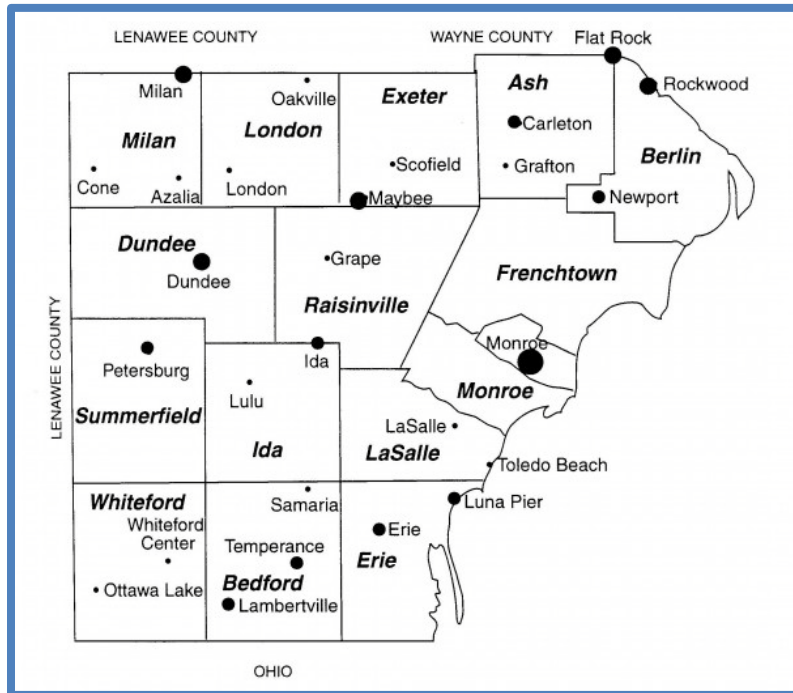 LENAWEE COUNTY
WAYNE COUNTY
Flat Rock
Milan
Oakville
Exeter
Ash
Rockwood
Milan
London
Carleton
Scofield
Grafton
Berlin
Cone
Azalia
London
Maybee
Newport
Dundee
Dundee
Grape
Frenchtown
Raisinville
LENAWEE COUNTY
Petersburg
Ida
Monroe
Lulu
Monroe
Summerfield
Ida
LaSalle
LaSalle
Toledo Beach
Whiteford
Samaria
Luna Pier
Whiteford
Center
Temperance
Erie
Erie
Ottawa Lake
Bedford
Lambertville
OHIO